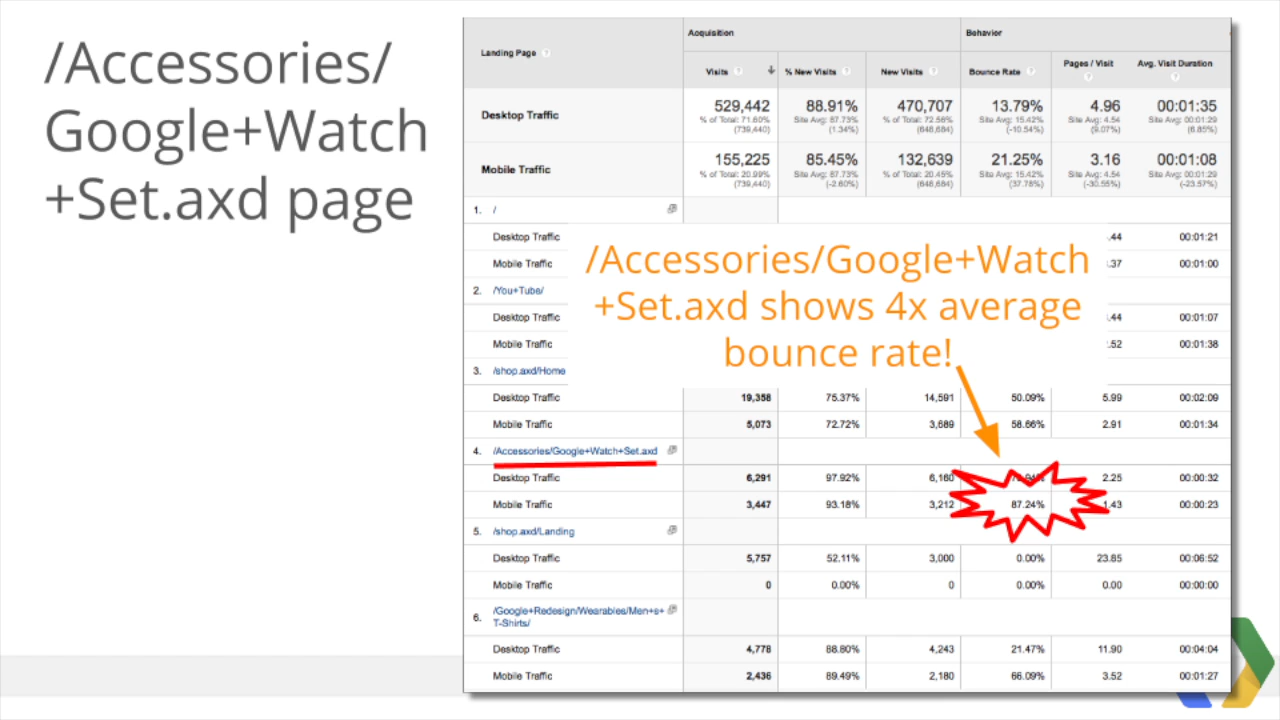 /Accessories/
Google+Watch
+Set.axd page
Acquisition Behavior
Landing Page Visits % New Visits New Visits Bounce Rate Pages / Visit Avg. Visit Duration
Desktop Traffic 529,442 88.91% 470,707 13.79% 4.96 00:01:35
% of Total: 71.60% Site Avg: 87.73% % of Total: 72.56% Site Avg: 15.42% Site Avg: 4.54 Site Avg: 00:01:29
(739,440) (1.34%) (648,684) (-10.54%) (9.07%) (6.85%)
Mobile Traffic 155,225 85.45% 132,639 21.25% 3.16 00:01:08
% of Total: 20.99% Site Avg: 87.73% % of Total: 20.45% Site Avg: 15.42% Site Avg: 4.54 Site Avg: 00:01:29
(739,440) (-2.60%) (648,684) (37.78%) (-30.55%) (-23.57%)
1. /
Desktop Traffic .44 00:01:21
Mobile Traffic .37 00:01:00
2. /You+Tube/
Desktop Traffic .44 00:01:07
Mobile Traffic .52 00:01:38
/Accessories/Google+Watch
+Set.axd shows 4x average
bounce rate!
3. /shop.axd/Home
Desktop Traffic 19,358 75.37% 14,591 50.09% 5.99 00:02:09
Mobile Traffic 5,073 72.72% 3,689 58.66% 2.91 00:01:34
4. /Accessories/Google+Watch+Set.axd
Desktop Traffic 6,291 97.92% 6,160 2.25 00:00:32
Mobile Traffic 3,447 93.18% 3,212 87.24% 1.43 00:00:23
5. /shop.axd/Landing
Desktop Traffic 5,757 52.11% 3,000 0.00% 23.85 00:06:52
Mobile Traffic 0 0.00% 0 0.00% 0.00 00:00:00
6. /Google+Redesign/Wearables/Men+s+
T-Shirts/
Desktop Traffic 4,778 88.80% 4,243 21.47% 11.90 00:04:04
Mobile Traffic 2,436 89.49% 2,180 66.09% 3.52 00:01:27